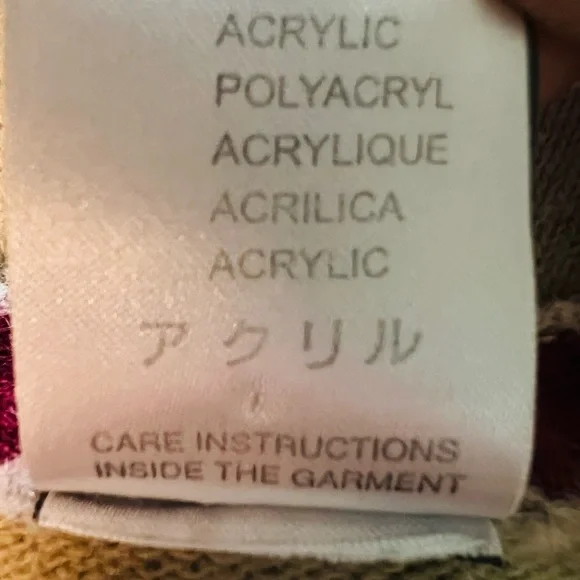 ACRYLIC
POLYACRYL
ACRYLIQUE
ACRILICA
ACRYLIC
アクリル
CARE INSTRUCTIONS
INSIDE THE GARMENT